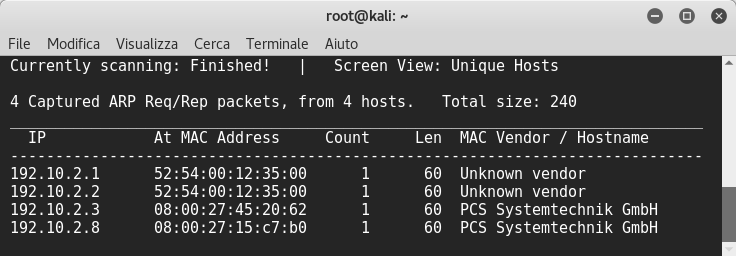 root@kali: ~
File Modifica Visualizza Cerca Terminale Aiuto
Currently scanning: Finished! | Screen View: Unique Hosts
4 Captured ARP Req/Rep packets, from 4 hosts. Total size: 240
_____________________________________________________________________________
IP At MAC Address Count Len MAC Vendor / Hostname
-----------------------------------------------------------------------------
192.10.2.1 52:54:00:12:35:00 1 60 Unknown vendor
192.10.2.2 52:54:00:12:35:00 1 60 Unknown vendor
192.10.2.3 08:00:27:45:20:62 1 60 PCS Systemtechnik GmbH
192.10.2.8 08:00:27:15:c7:b0 1 60 PCS Systemtechnik GmbH